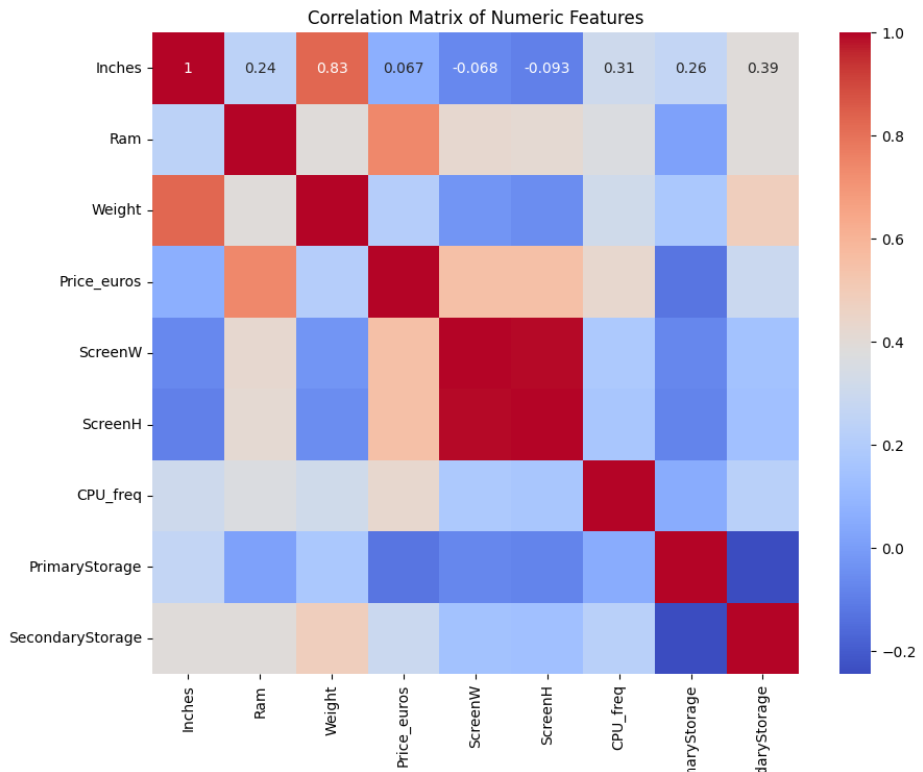 Correlation Matrix of Numeric Features
Inches 1 0.24 0.83 0.067 -0.068 -0.093 0.31 0.26 0.39
Ram
Weight
Price_euros
ScreenW
ScreenH
CPU_freq
PrimaryStorage
SecondaryStorage
Inches Ram Weight Price_euros ScreenW ScreenH CPU_freq maryStorage daryStorage
1.0
0.8
0.6
0.4
0.2
0.0
−0.2